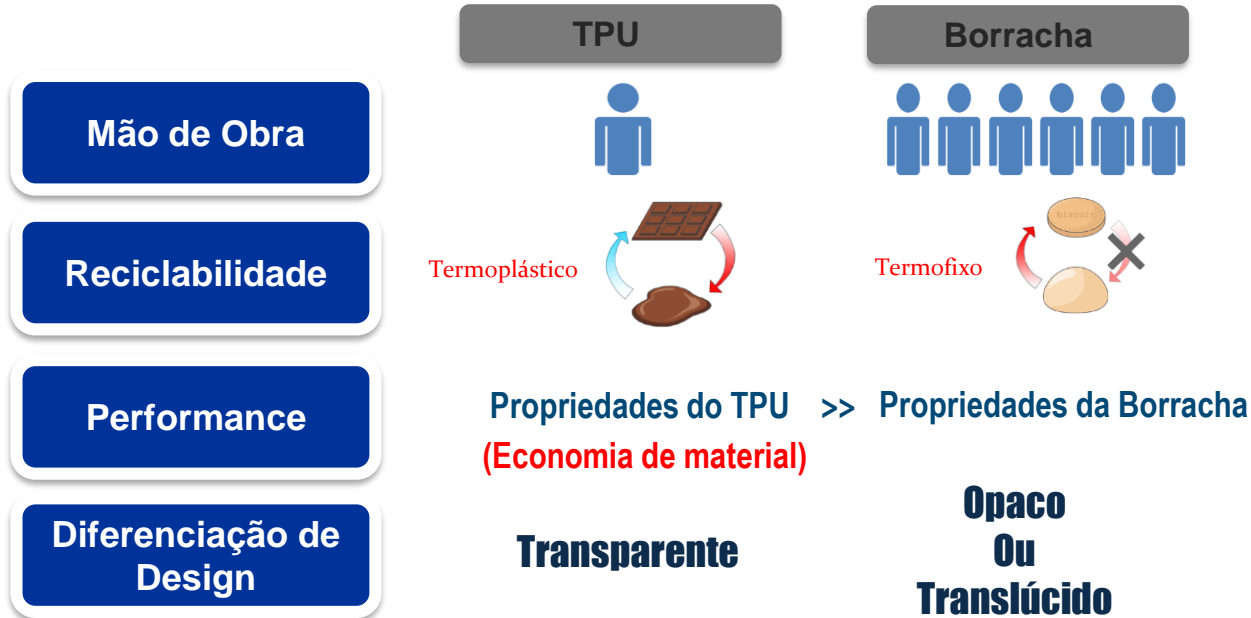 TPU
Borracha
Mão de Obra
Reciclabilidade
Termoplástico
biscuit
Termofixo
Performance
Propriedades do TPU >> Propriedades da Borracha
(Economia de material)
Diferenciação de
Design
Transparente
Opaco
Ou
Translúcido